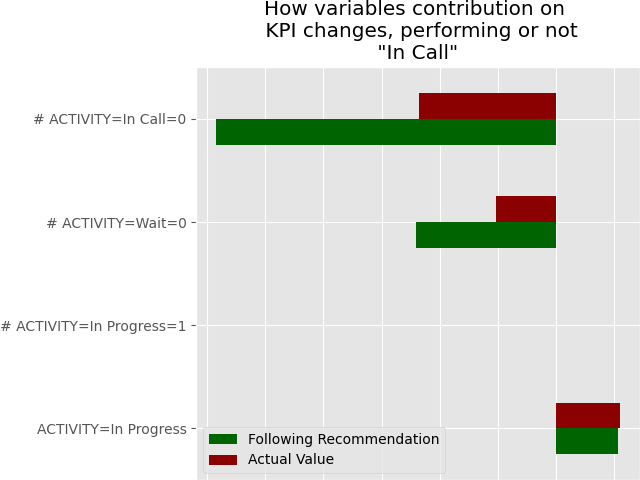 How variables contribution on
KPI changes, performing or not
"In Call"
# ACTIVITY=In Call=0
# ACTIVITY=Wait=0
# ACTIVITY=In Progress=1
ACTIVITY=In Progress
Following Recommendation
Actual Value